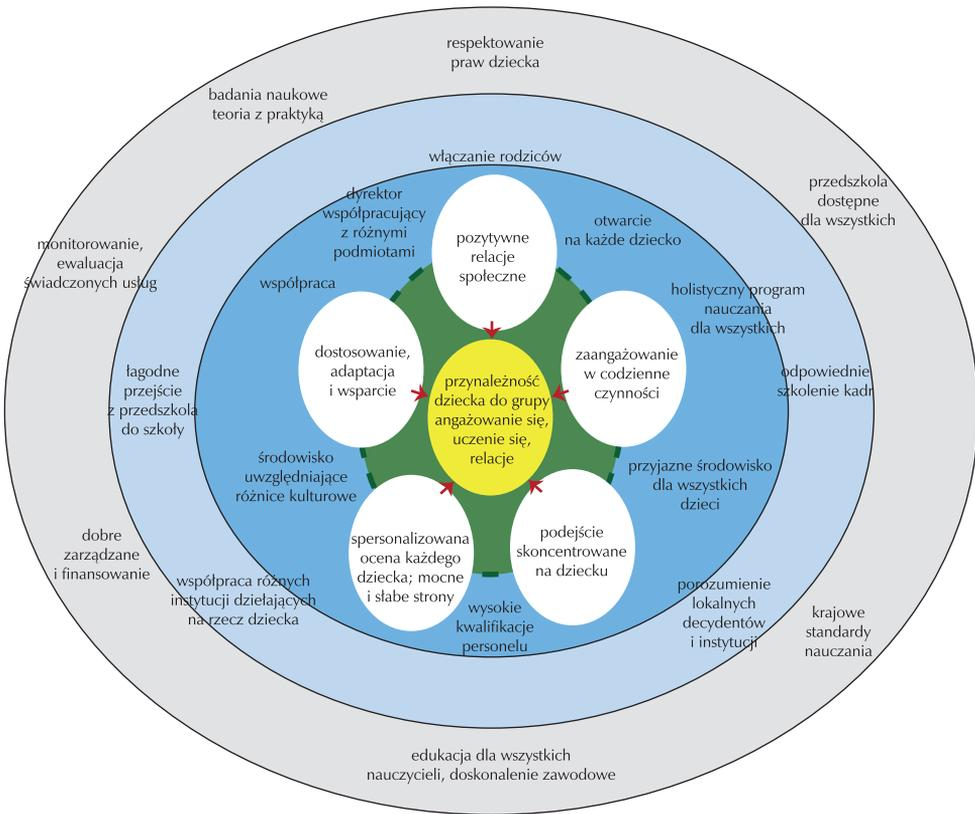 respektowanie
praw dziecka
badania naukowe
teoria z praktyką
włączanie rodziców
przedszkola
dostępne
dla wszystkich
dyrektor
współpracujący
z różnymi
podmiotami
otwarcie
na każde dziecko
pozytywne
relacje
społeczne
monitorowanie,
ewaluacja
świadczonych usług
współpraca
holistyczny program
nauczania
dla wszystkich
dostosowanie,
adaptacja
i wsparcie
zaangażowanie
w codzienne
czynności
łagodne
przejście
z przedszkola
do szkoły
odpowiednie
szkolenie kadr
przynależność
dziecka do grupy
angażowanie się,
uczenie się,
relacje
środowisko
uwzględniające
różnice kulturowe
przyjazne środowisko
dla wszystkich
dzieci
spersonalizowana
ocena każdego
dziecka; mocne
i słabe strony
podejście
skoncentrowane
na dziecku
dobre
zarządzane
i finansowanie
współpraca różnych
instytucji dziełających
na rzecz dziecka
wysokie
kwalifikacje
personelu
porozumienie
lokalnych
decydentów
i instytucji
krajowe
standardy
nauczania
edukacja dla wszystkich
nauczycieli, doskonalenie zawodowe